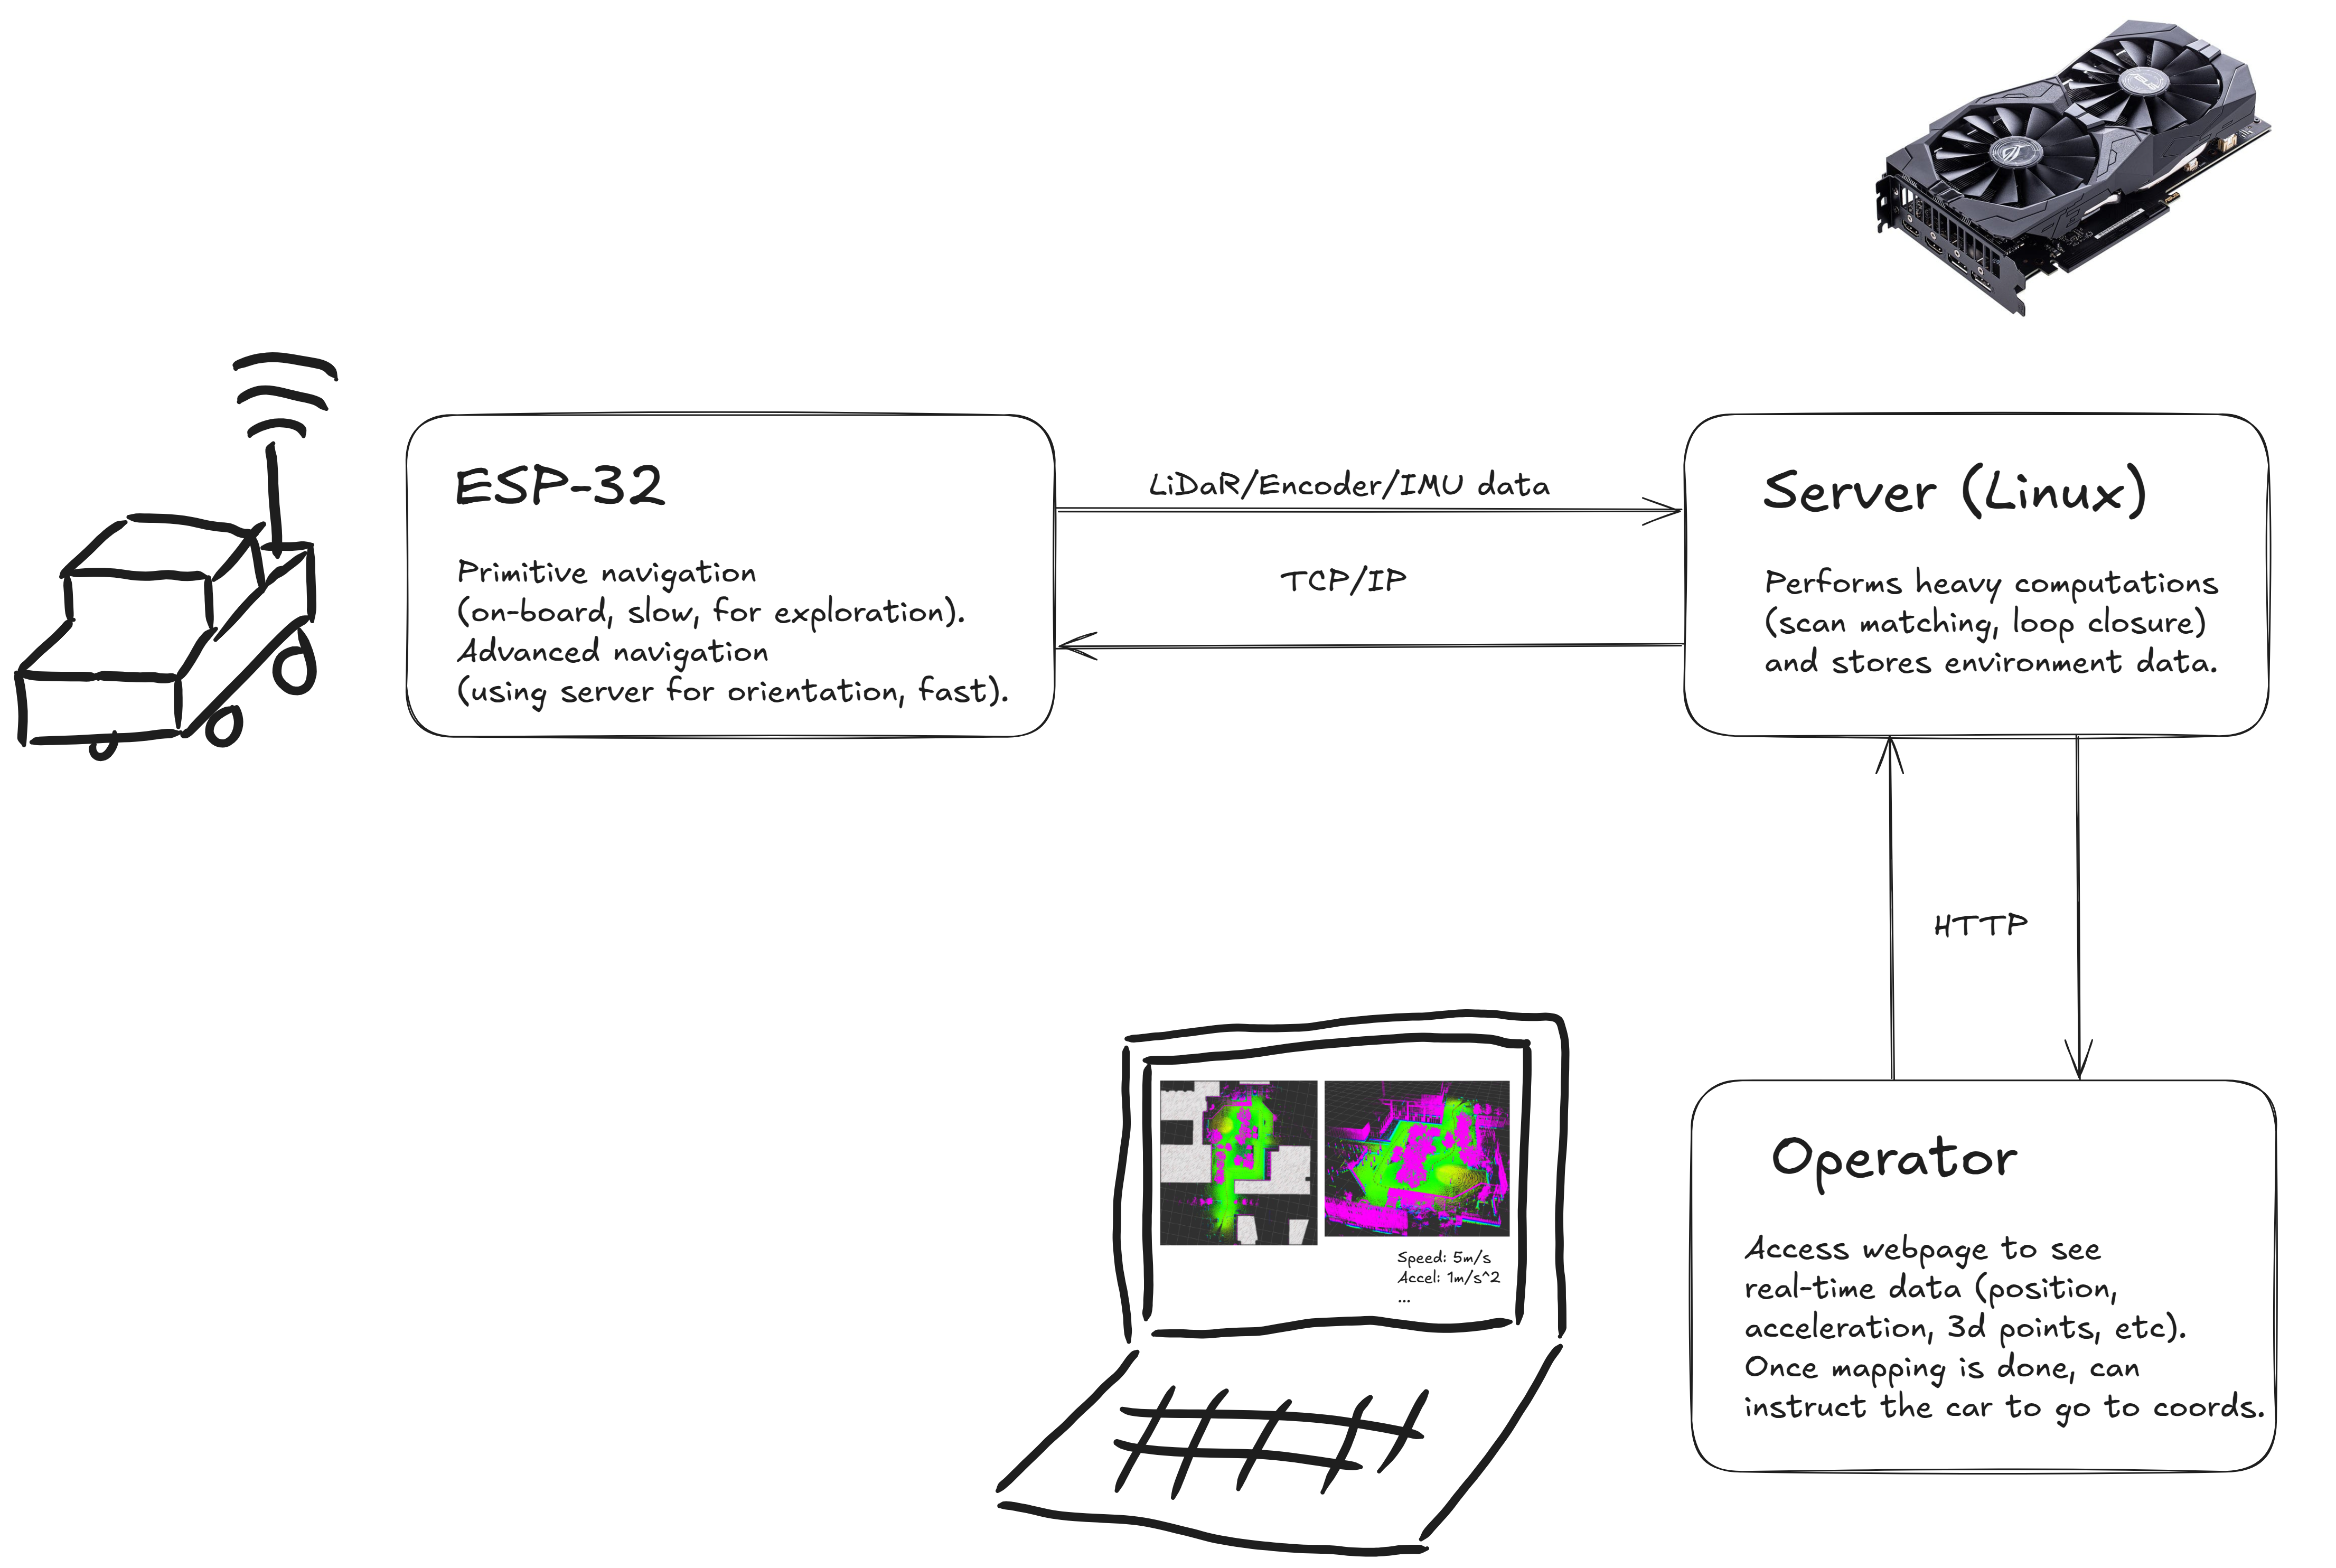 ESP-32
Primitive navigation
(on-board, slow, for exploration).
Advanced navigation
(using server for orientation, fast).
LiDaR/Encoder/IMU data
TCP/IP
Server (Linux)
Performs heavy computations
(scan matching, loop closure)
and stores environment data.
HTTP
Speed: 5m/s
Accel: 1m/s^2
...
Operator
Access webpage to see
real-time data (position,
acceleration, 3d points, etc).
Once mapping is done, can
instruct the car to go to coords.